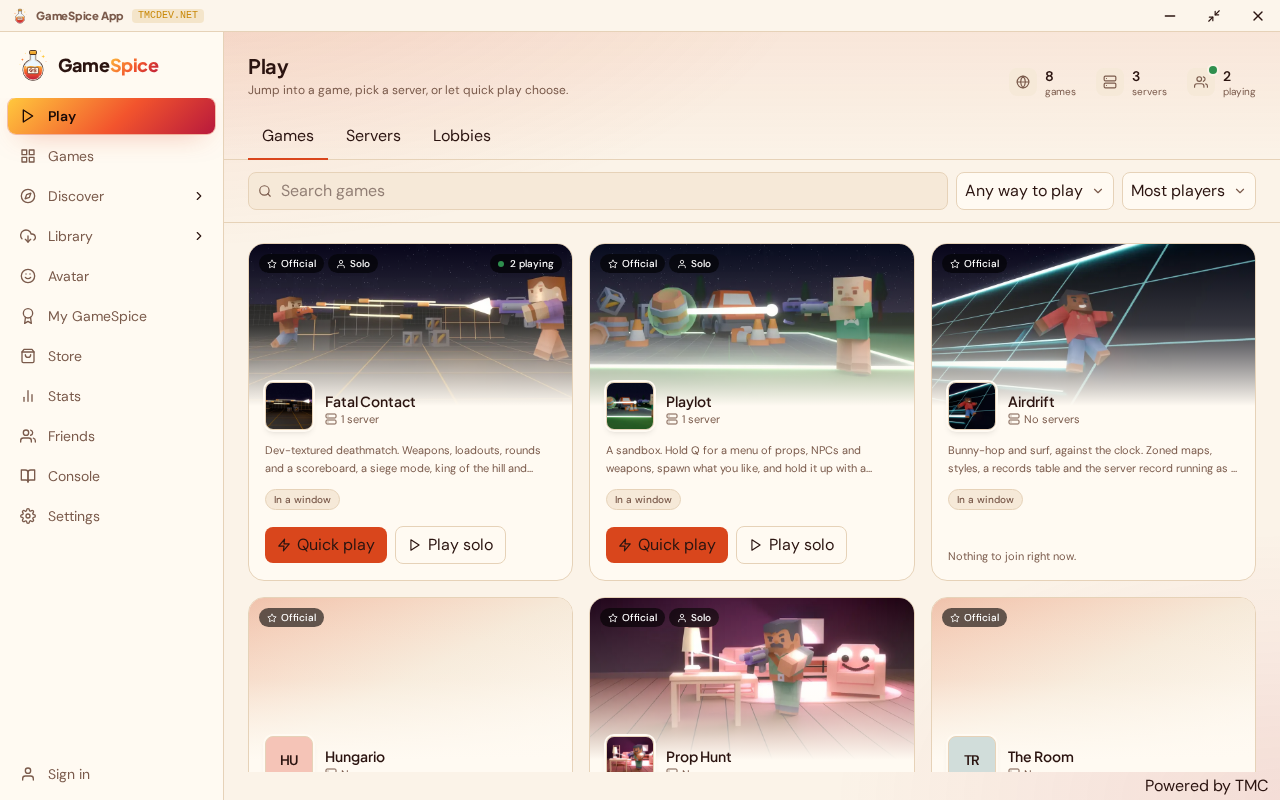 GameSpice App TMCDEV.NET
GameSpice
Play
Games
Discover
Library
Avatar
My GameSpice
Store
Stats
Friends
Console
Settings
Sign in
Play
Jump into a game, pick a server, or let quick play choose.
8 games
3 servers
2 playing
Games Servers Lobbies
Search games
Any way to play
Most players
Official Solo 2 playing
Fatal Contact
1 server
Dev-textured deathmatch. Weapons, loadouts, rounds
and a scoreboard, a siege mode, king of the hill and…
In a window
Quick play Play solo
Official Solo
Playlot
1 server
A sandbox. Hold Q for a menu of props, NPCs and
weapons, spawn what you like, and hold it up with a…
In a window
Quick play Play solo
Official
Airdrift
No servers
Bunny-hop and surf, against the clock. Zoned maps,
styles, a records table and the server record running as …
In a window
Nothing to join right now.
Official
HU
Hungario
Official Solo
Prop Hunt
Official
TR
The Room
Powered by TMC